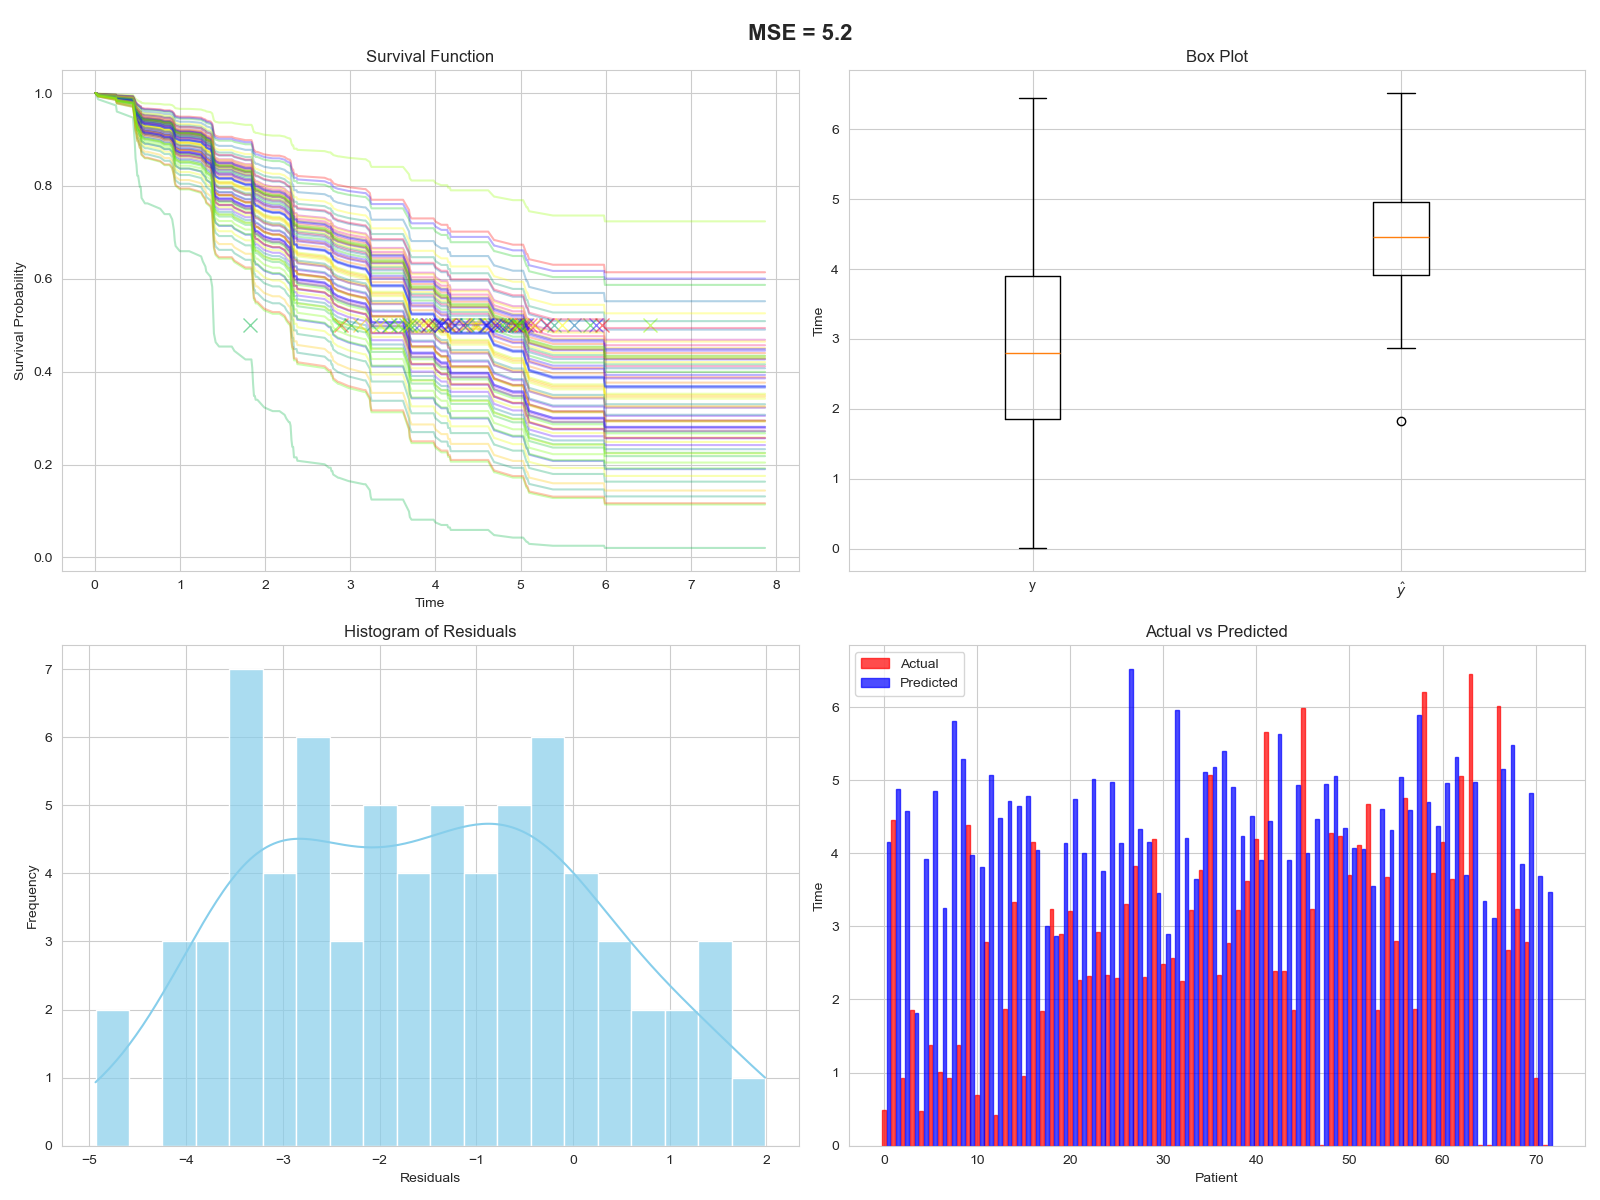 MSE = 5.2
Survival Function
Survival Probability
1.0
0.8
0.6
0.4
0.2
0.0
0 1 2 3 4 5 6 7 8
Time
Box Plot
Time
6
5
4
3
2
1
0
y ŷ
Histogram of Residuals
Frequency
7
6
5
4
3
2
1
0
−5 −4 −3 −2 −1 0 1 2
Residuals
Actual vs Predicted
Actual
Predicted
Time
6
5
4
3
2
1
0
0 10 20 30 40 50 60 70
Patient